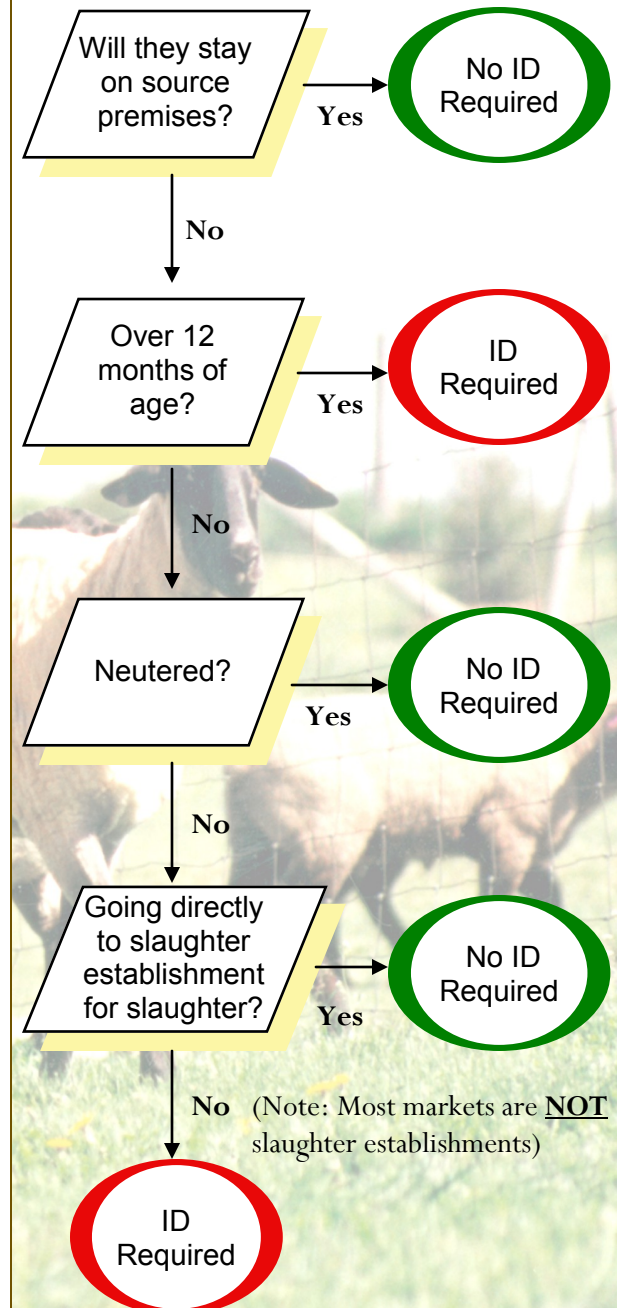 Will they stay
on source
premises?
Yes
No ID
Required
No
Over 12
months of
age?
Yes
ID
Required
No
Neutered?
Yes
No ID
Required
No
Going directly
to slaughter
establishment
for slaughter?
Yes
No ID
Required
No (Note: Most markets are NOT
slaughter establishments)
ID
Required